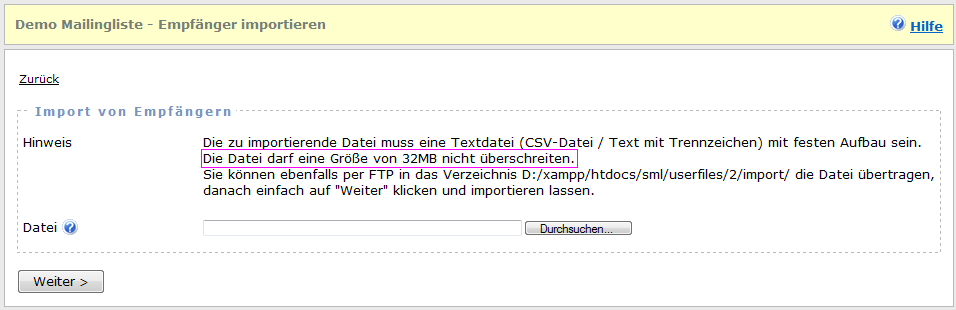 Demo Mailingliste - Empfänger importieren
Hilfe
Zurück
Import von Empfängern
Hinweis
Die zu importierende Datei muss eine Textdatei (CSV-Datei / Text mit Trennzeichen) mit festen Aufbau sein.
Die Datei darf eine Größe von 32MB nicht überschreiten.
Sie können ebenfalls per FTP in das Verzeichnis D:/xampp/htdocs/sml/userfiles/2/import/ die Datei übertragen,
danach einfach auf "Weiter" klicken und importieren lassen.
Datei
Durchsuchen...
Weiter >